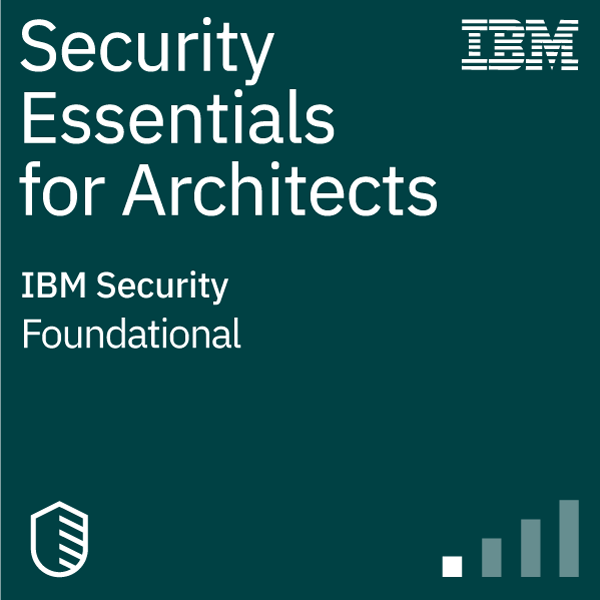 Security
IBM
Essentials
for Architects
IBM Security
Foundational